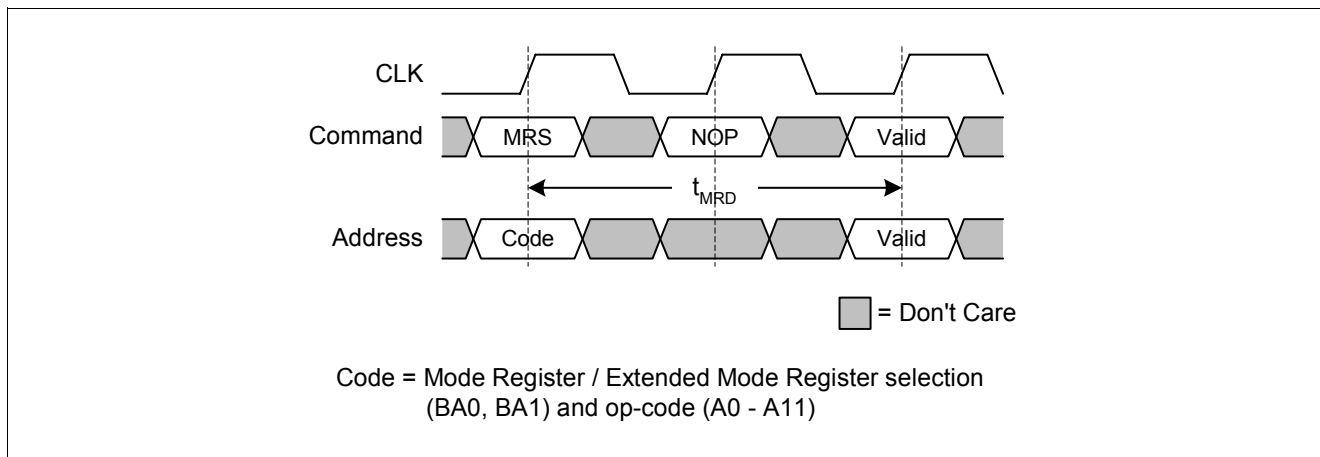 CLK
Command MRS NOP Valid
tMRD
Address Code Valid
= Don't Care
Code = Mode Register / Extended Mode Register selection
(BA0, BA1) and op-code (A0 - A11)